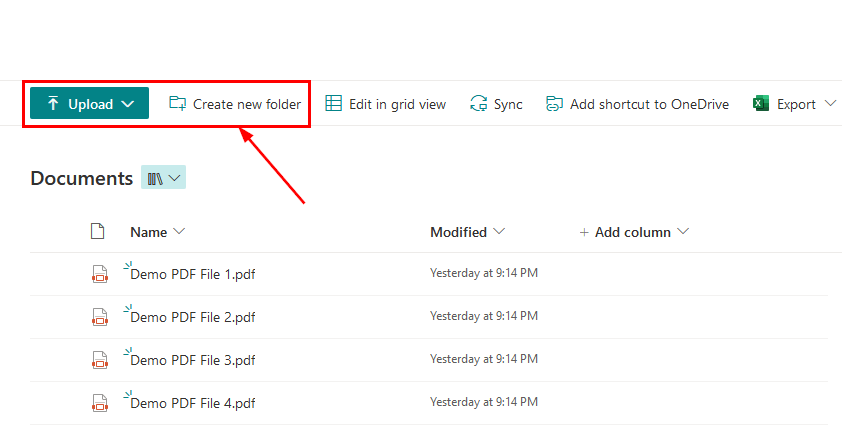 Upload Create new folder Edit in grid view Sync Add shortcut to OneDrive Export
Documents
Name Modified + Add column
Demo PDF File 1.pdf Yesterday at 9:14 PM
Demo PDF File 2.pdf Yesterday at 9:14 PM
Demo PDF File 3.pdf Yesterday at 9:14 PM
Demo PDF File 4.pdf Yesterday at 9:14 PM